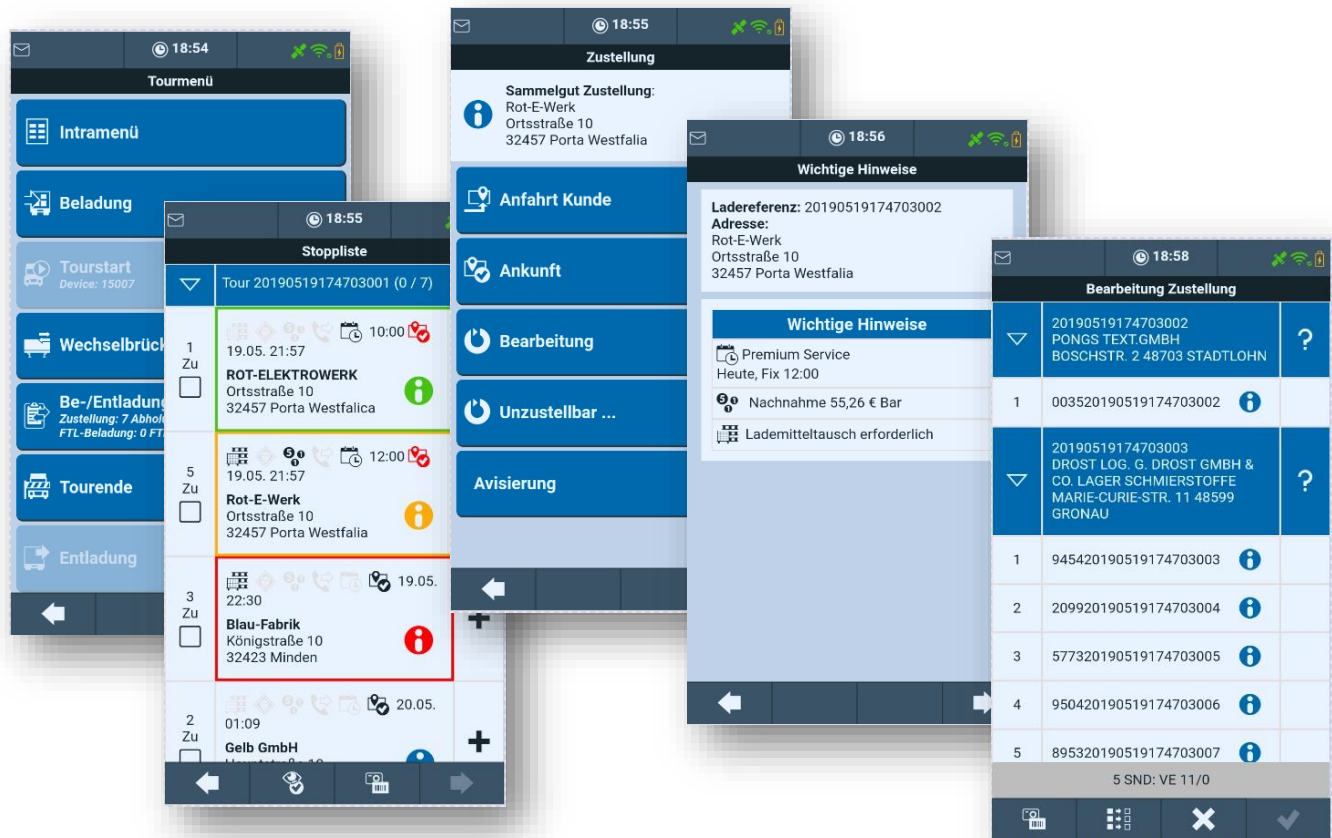 18:54
Tourmenü
Intramenü
Beladung
Tourstart
Device: 15007
Wechselbrück
Be-/Entladung
Zustellung: 7 Abhol
FTL-Beladung: 0 FT
Tourende
Entladung
18:55
Stoppliste
Tour 20190519174703001 (0 / 7)
1
Zu
10:00
19.05. 21:57
ROT-ELEKTROWERK
Ortsstraße 10
32457 Porta Westfalica
5
Zu
12:00
19.05. 21:57
Rot-E-Werk
Ortsstraße 10
32457 Porta Westfalia
3
Zu
19.05.
22:30
Blau-Fabrik
Königstraße 10
32423 Minden
+
2
Zu
20.05.
01:09
Gelb GmbH
+
18:55
Zustellung
Sammelgut Zustellung:
Rot-E-Werk
Ortsstraße 10
32457 Porta Westfalia
Anfahrt Kunde
Ankunft
Bearbeitung
Unzustellbar ...
Avisierung
18:56
Wichtige Hinweise
Ladereferenz: 20190519174703002
Adresse:
Rot-E-Werk
Ortsstraße 10
32457 Porta Westfalia
Wichtige Hinweise
Premium Service
Heute, Fix 12:00
Nachnahme 55,26 € Bar
Lademitteltausch erforderlich
18:58
Bearbeitung Zustellung
20190519174703002
PONGS TEXT.GMBH
BOSCHSTR. 2 48703 STADTLOHN
?
1 003520190519174703002
20190519174703003
DROST LOG. G. DROST GMBH &
CO. LAGER SCHMIERSTOFFE
MARIE-CURIE-STR. 11 48599
GRONAU
?
1 945420190519174703003
2 209920190519174703004
3 577320190519174703005
4 950420190519174703006
5 895320190519174703007
5 SND: VE 11/0